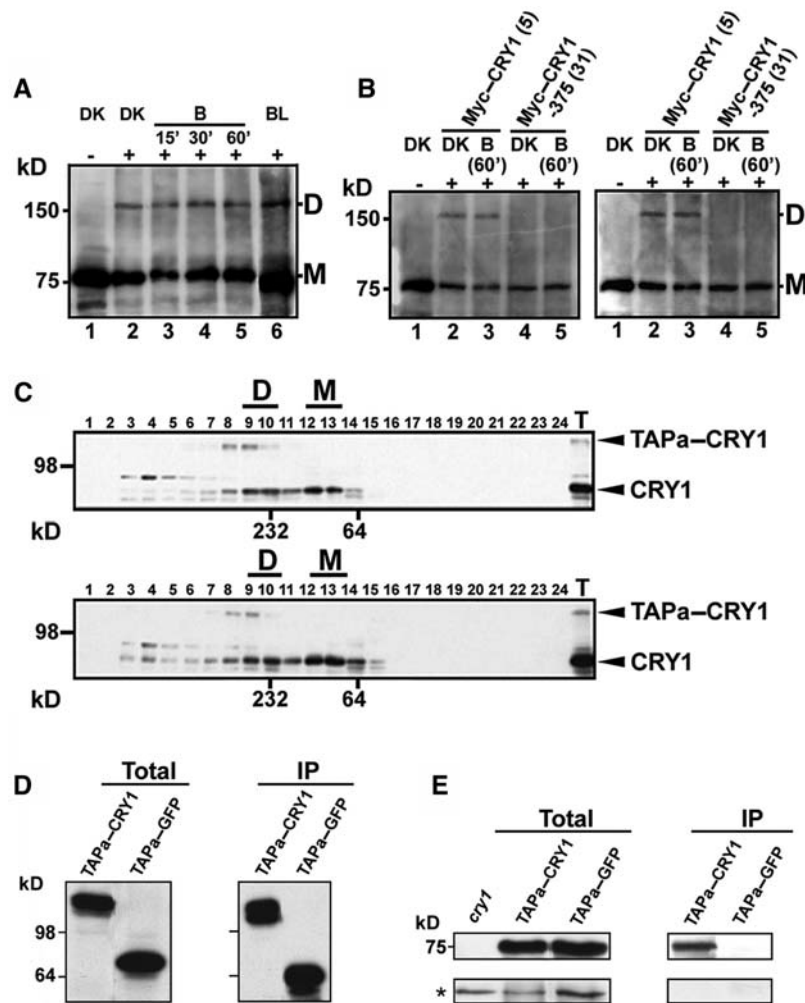 A
DK DK B BL
15' 30' 60'
kD - + + + + +
150 D
75 M
1 2 3 4 5 6
B
Myc–CRY1 (5)
Myc–CRY1 -375 (31)
Myc–CRY1 (5)
Myc–CRY1 -375 (31)
DK DK B (60') DK B (60')
DK DK B (60') DK B (60')
kD - + + + +
- + + + +
150 D
75 M
1 2 3 4 5
1 2 3 4 5
C
D M
1 2 3 4 5 6 7 8 9 10 11 12 13 14 15 16 17 18 19 20 21 22 23 24 T
TAPa–CRY1
98
CRY1
kD 232 64
D M
1 2 3 4 5 6 7 8 9 10 11 12 13 14 15 16 17 18 19 20 21 22 23 24 T
TAPa–CRY1
98
CRY1
kD 232 64
D
Total IP
TAPa–CRY1 TAPa–GFP TAPa–CRY1 TAPa–GFP
kD
98
64
E
Total IP
cry1 TAPa–CRY1 TAPa–GFP TAPa–CRY1 TAPa–GFP
kD
75
*